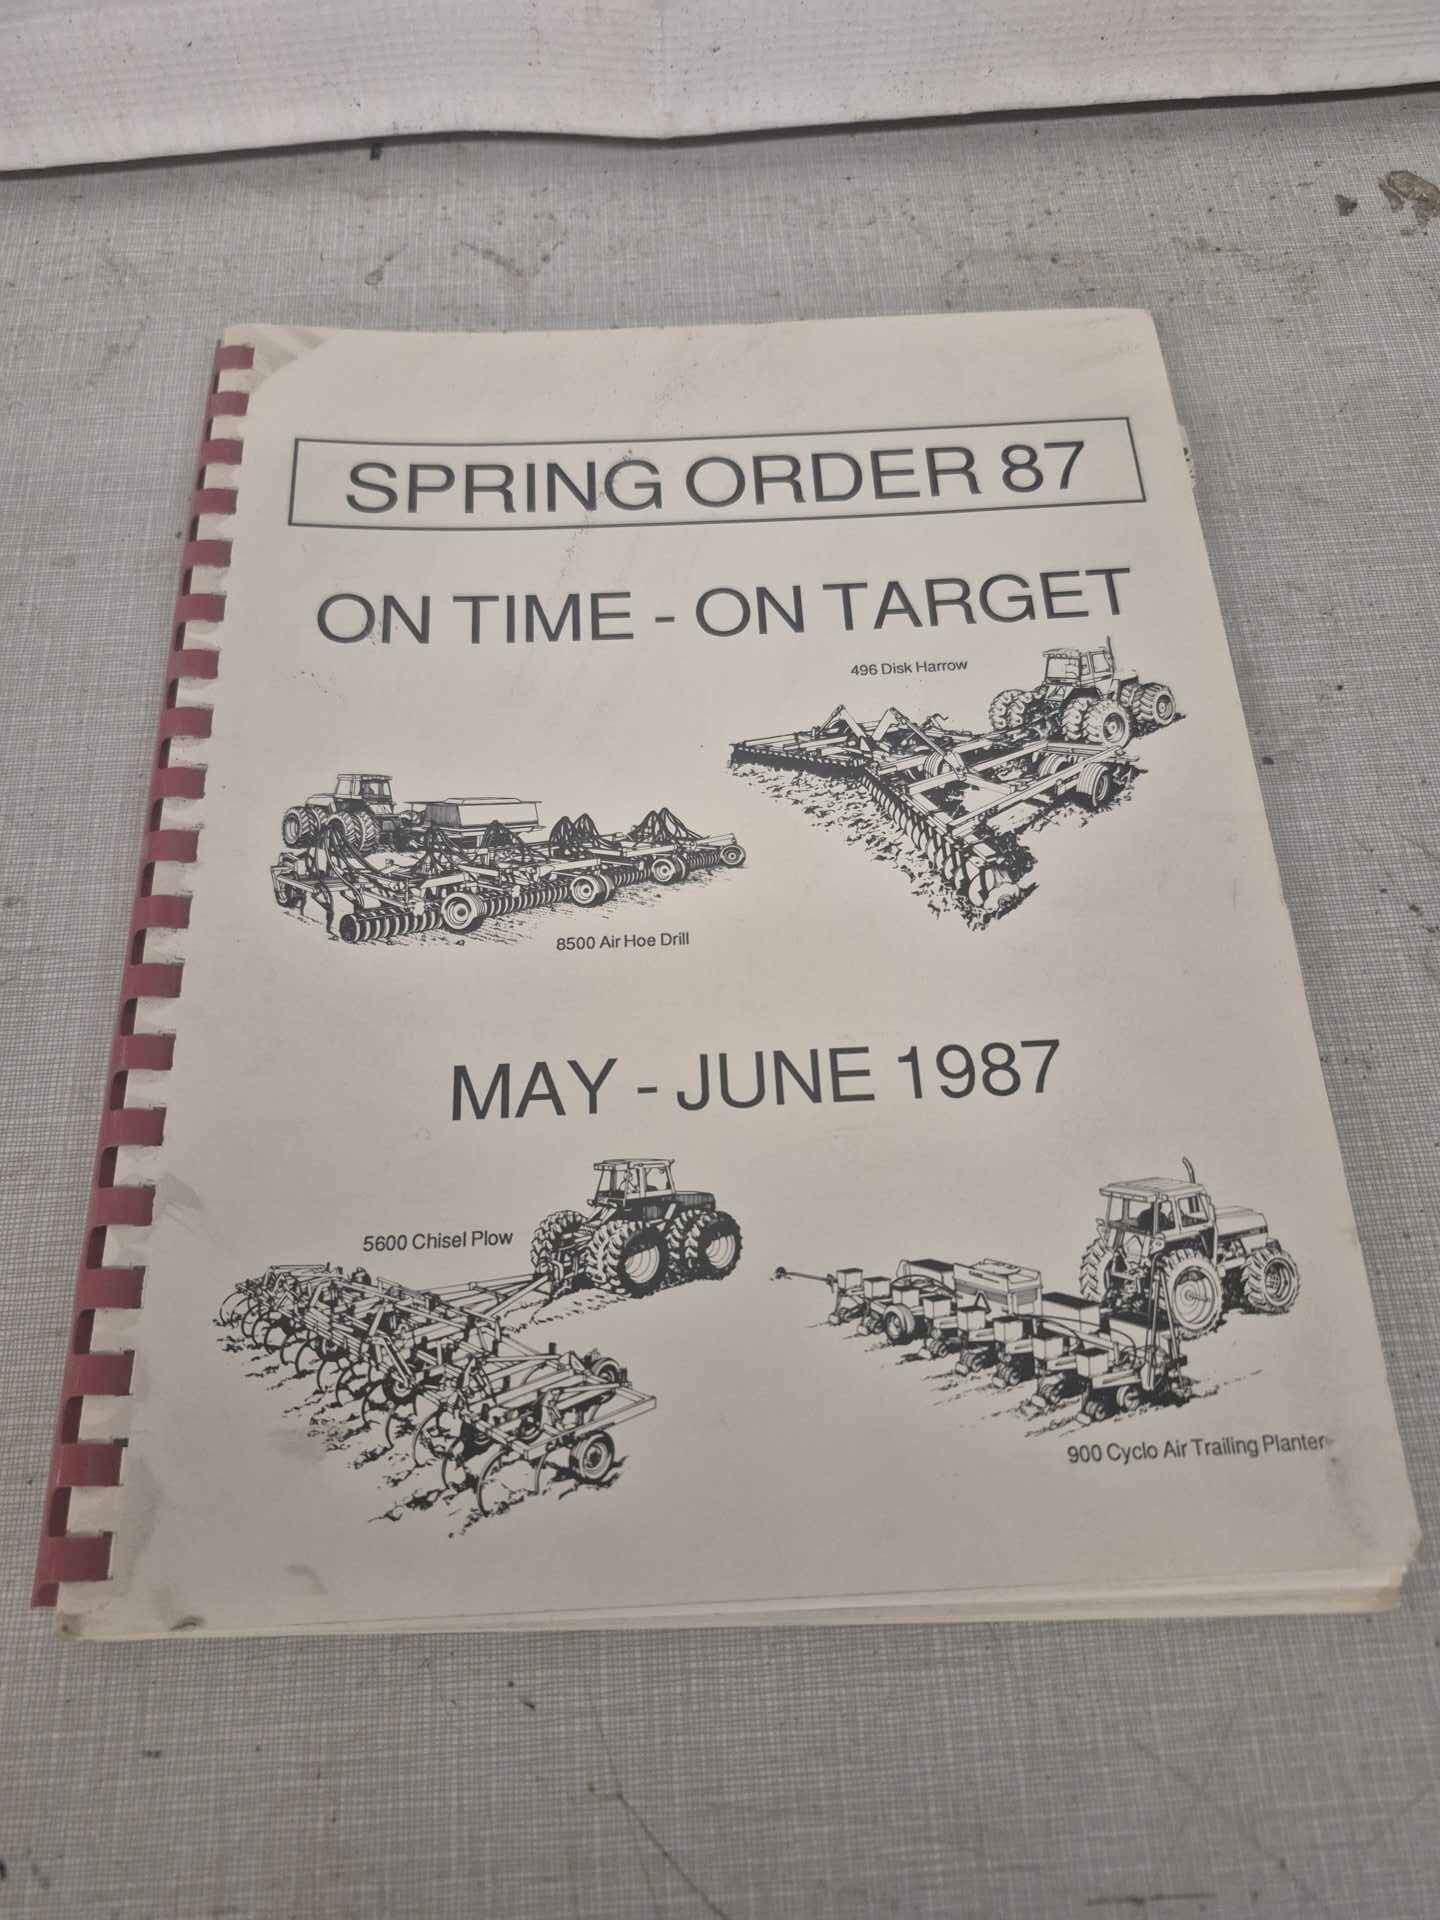 SPRING ORDER 87
ON TIME - ON TARGET
496 Disk Harrow
8500 Air Hoe Drill
MAY - JUNE 1987
5600 Chisel Plow
900 Cyclo Air Trailing Planter